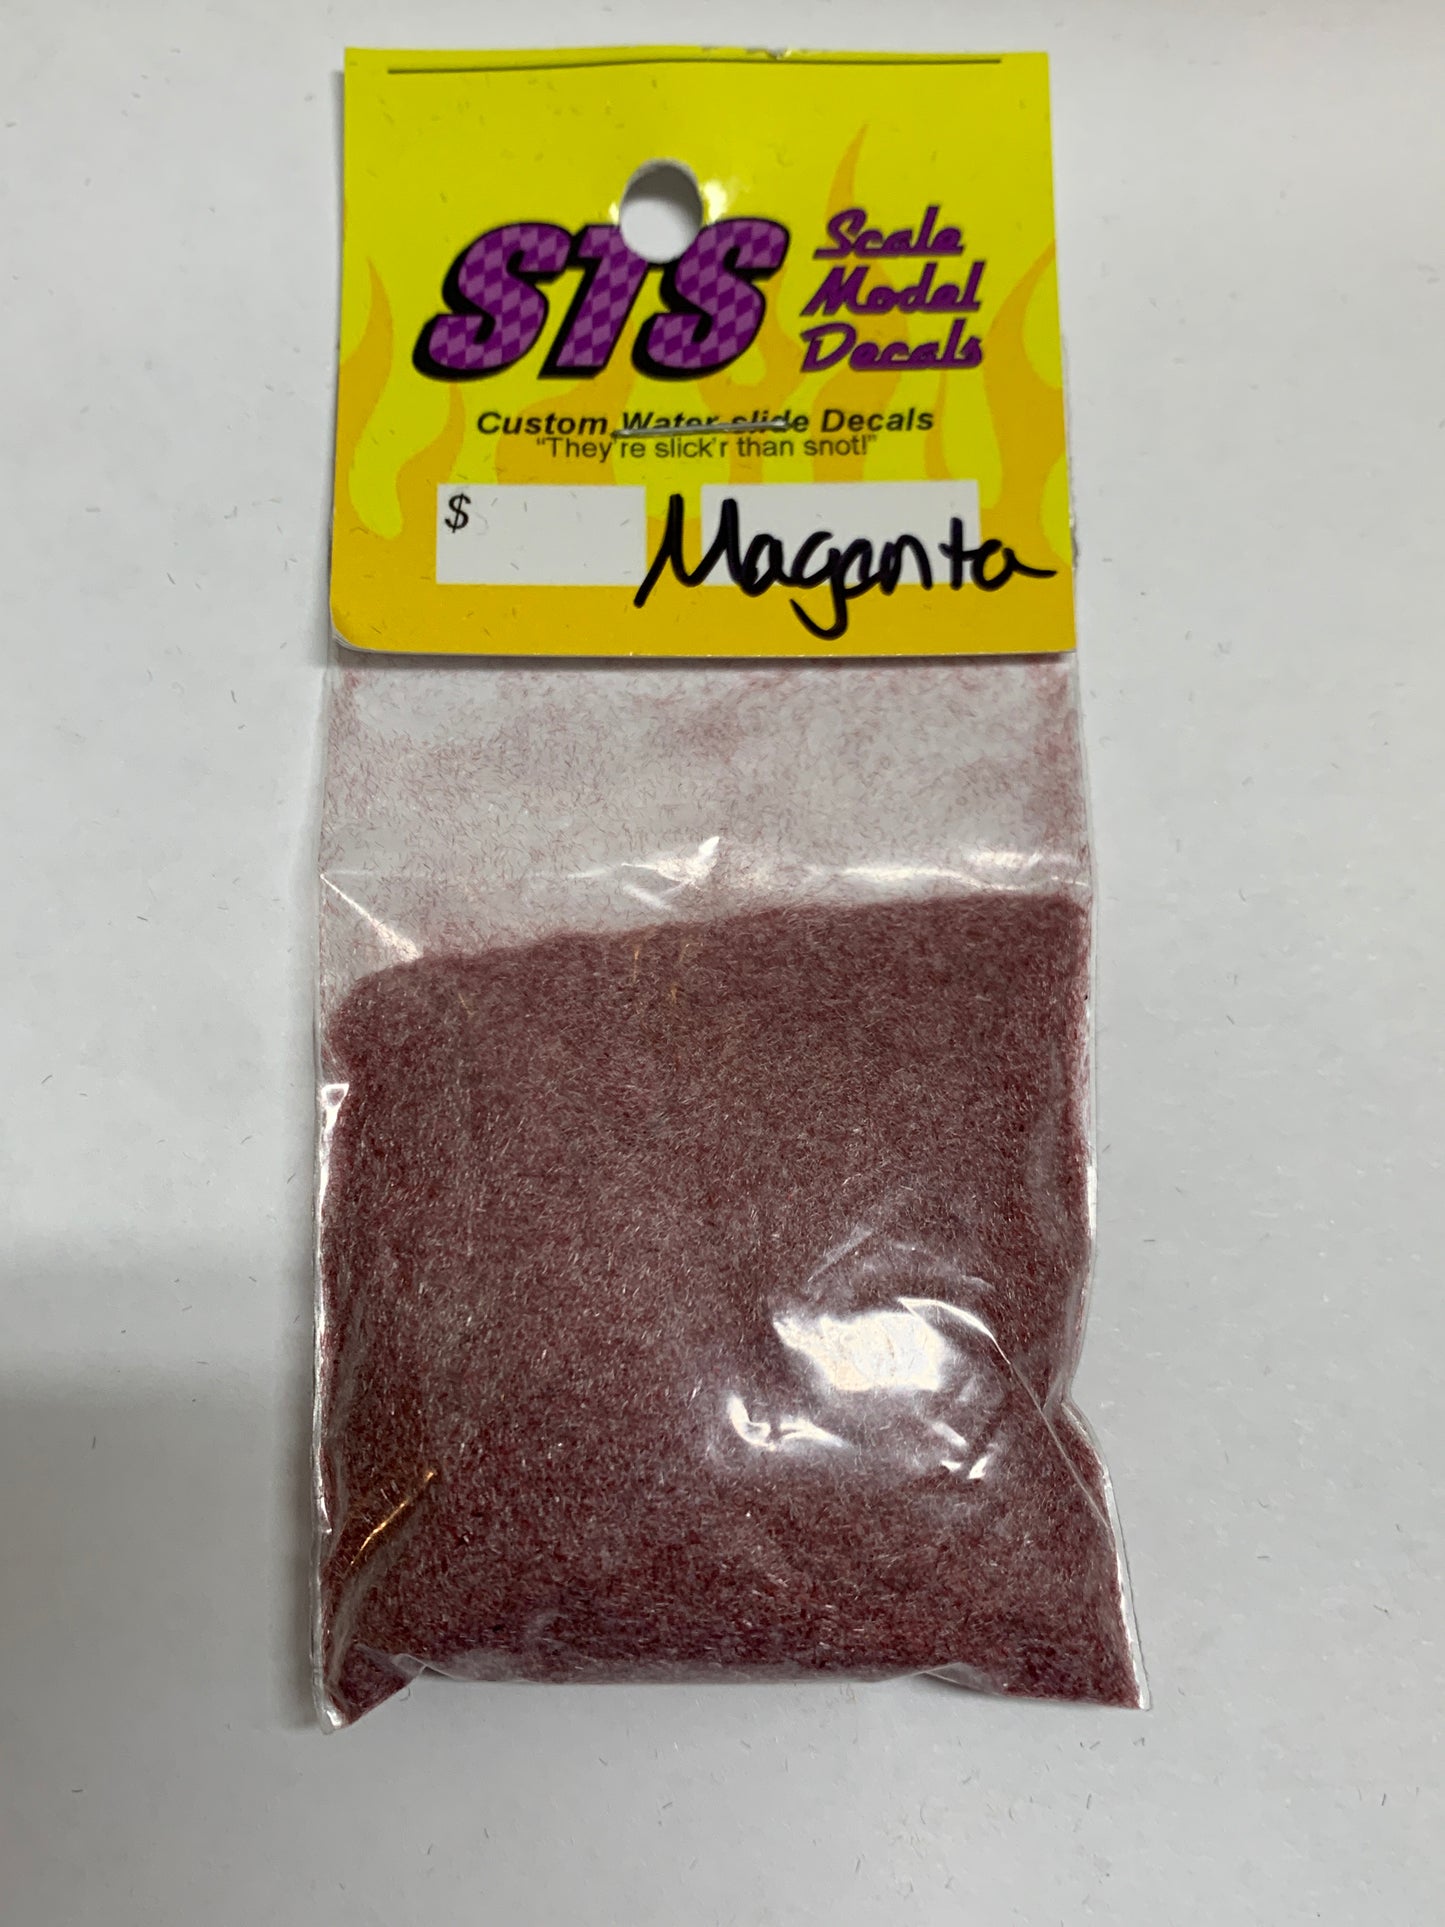 STS
Scale
Model
Decals
Custom Water-slide Decals
“They're slick'r than snot!”
$
Magenta